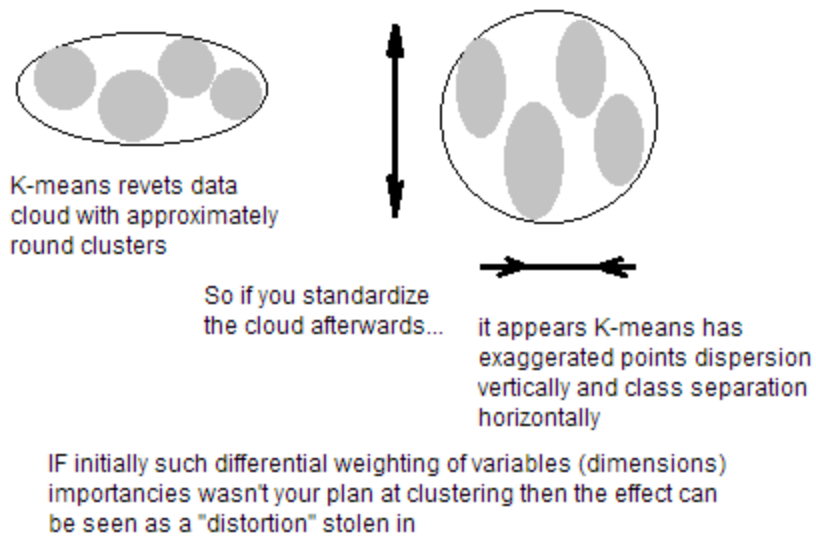 K-means revets data
cloud with approximately
round clusters
So if you standardize
the cloud afterwards...
it appears K-means has
exaggerated points dispersion
vertically and class separation
horizontally
IF initially such differential weighting of variables (dimensions)
importancies wasn't your plan at clustering then the effect can
be seen as a "distortion" stolen in